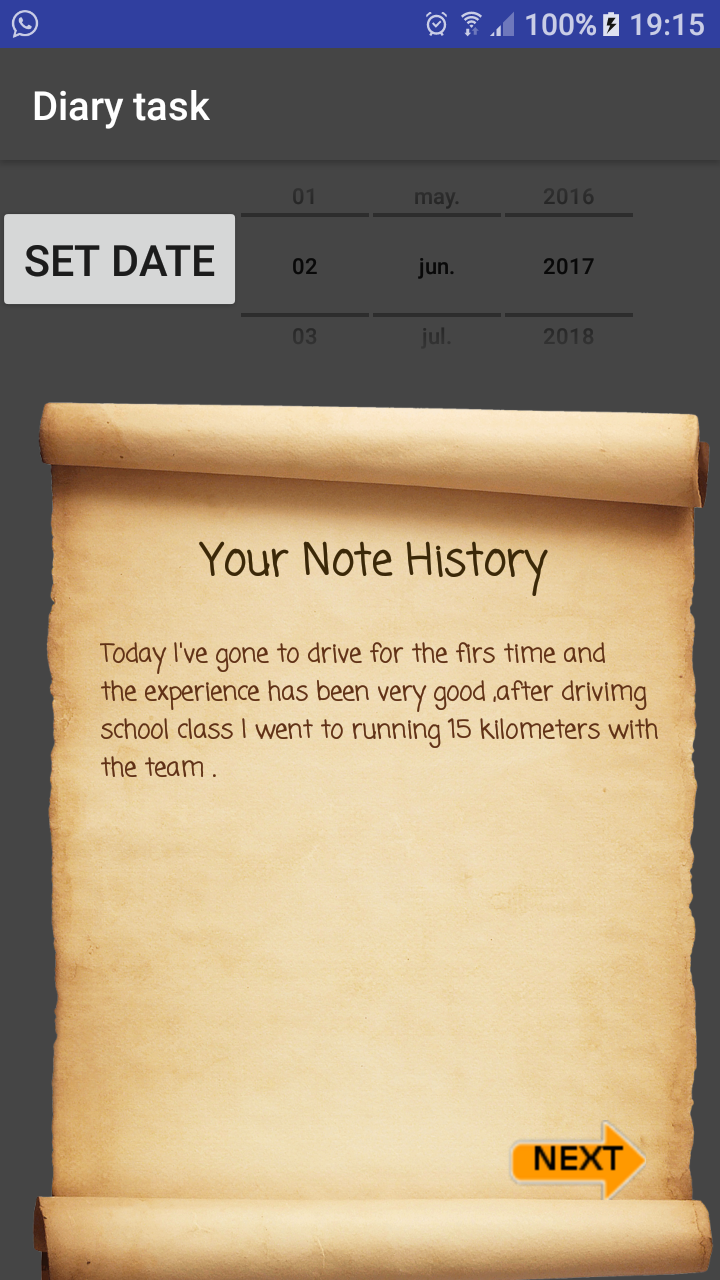 100% 19:15
Diary task
01 may. 2016
SET DATE 02 jun. 2017
03 jul. 2018
Your Note History
Today I've gone to drive for the firs time and
the experience has been very good ,after drivimg
school class I went to running 15 kilometers with
the team .
NEXT